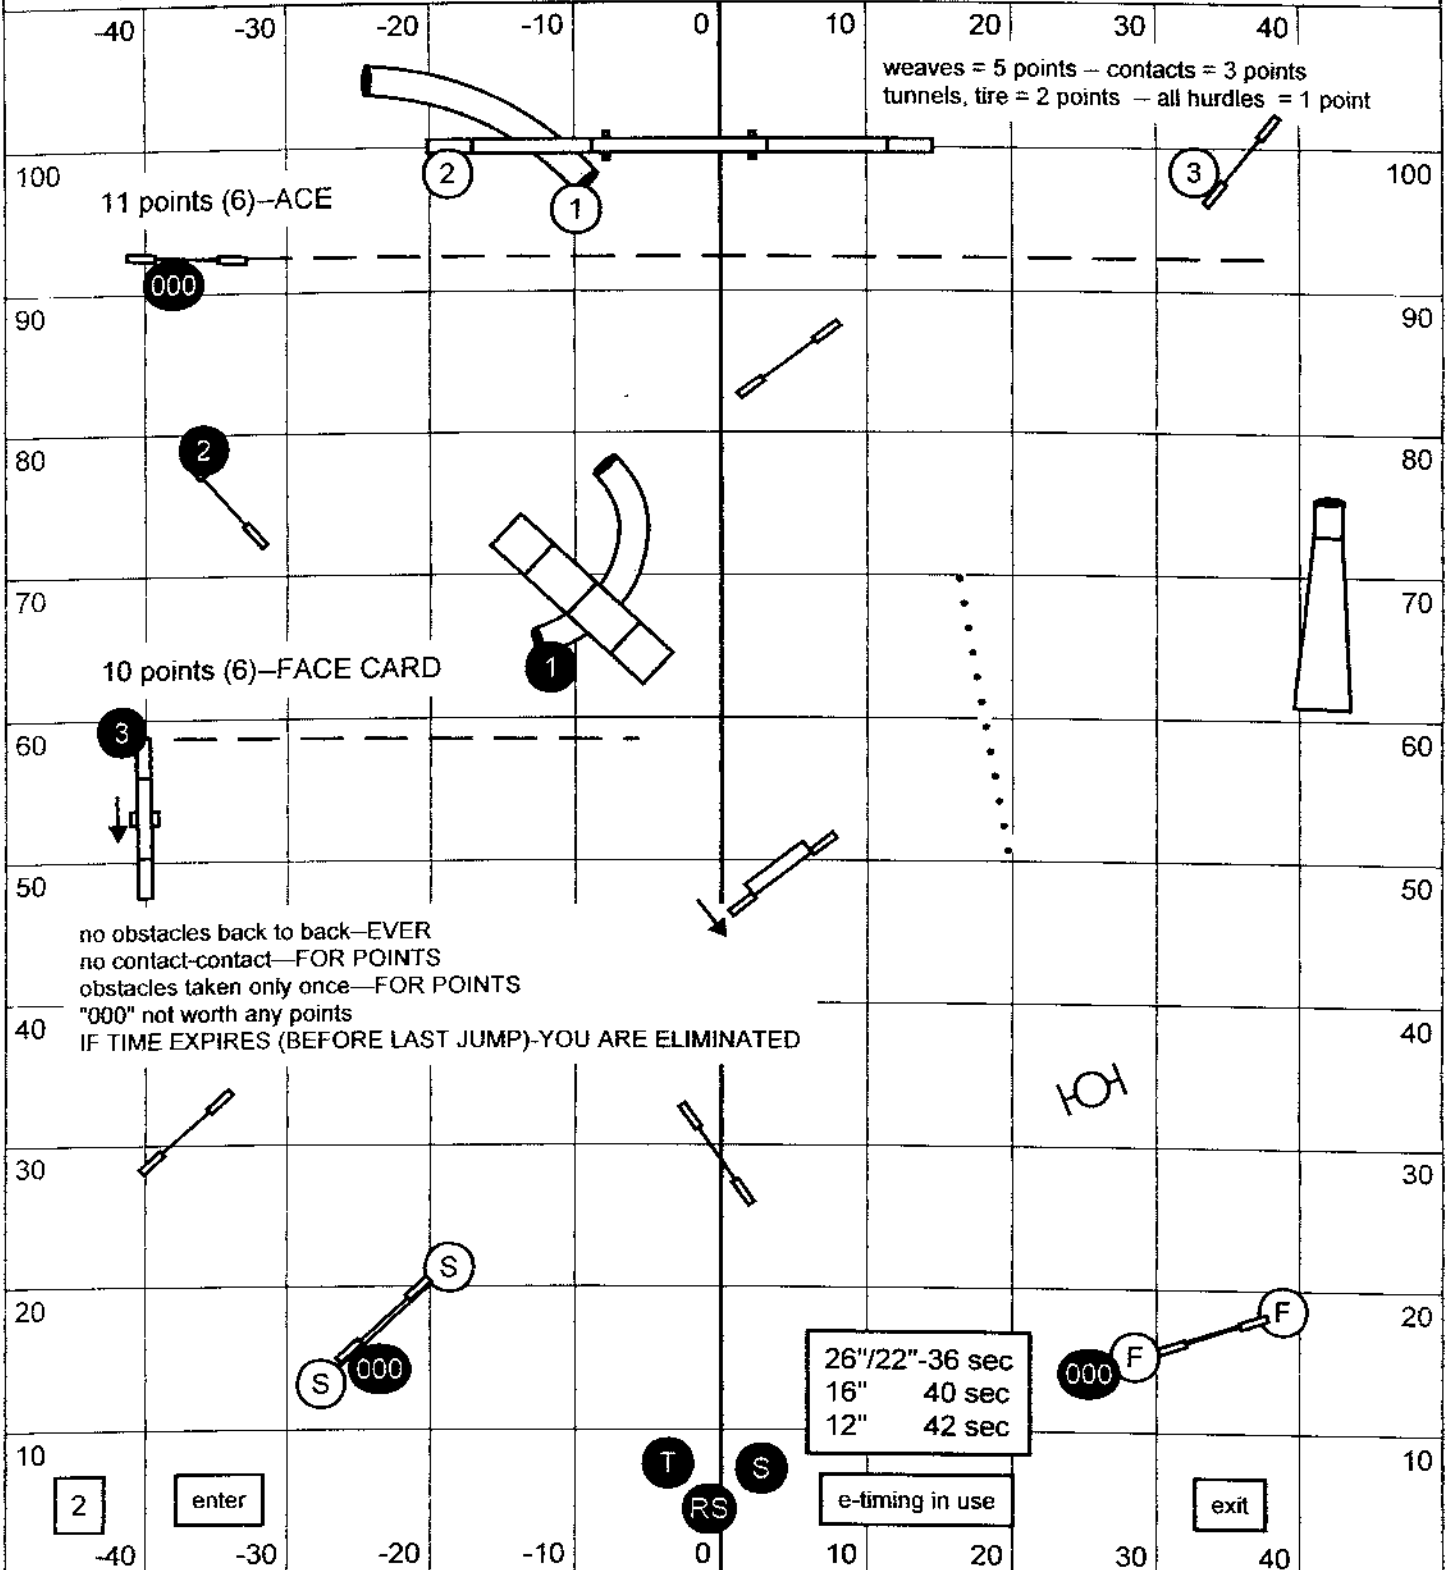 -40 -30 -20 -10 0 10 20 30 40
weaves = 5 points – contacts = 3 points
tunnels, tire = 2 points – all hurdles = 1 point
2
1
3
100 100
11 points (6)–ACE
000
90 90
2
80 80
70 70
1
10 points (6)–FACE CARD
3
60 60
50 50
no obstacles back to back—EVER
no contact-contact—FOR POINTS
obstacles taken only once—FOR POINTS
"000" not worth any points
IF TIME EXPIRES (BEFORE LAST JUMP)-YOU ARE ELIMINATED
40 40
30 30
S
20 20
F
F
000
S
000
26"/22"-36 sec
16" 40 sec
12" 42 sec
10 10
T
S
RS
2
enter
e-timing in use
exit
-40 -30 -20 -10 0 10 20 30 40